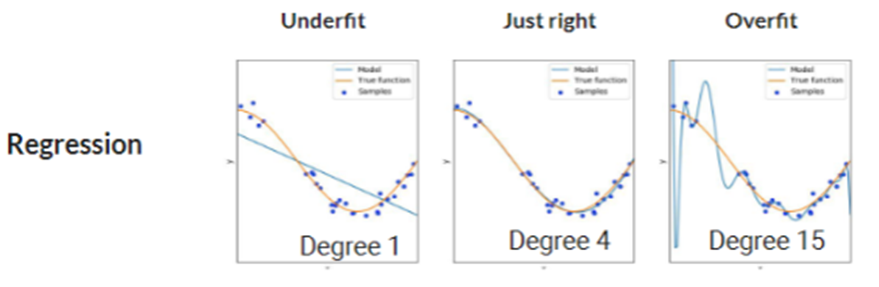 Underfit
Just right
Overfit
Regression
Model
True function
Samples
Model
True function
Samples
Model
True function
Samples
y
y
y
Degree 1
Degree 4
Degree 15